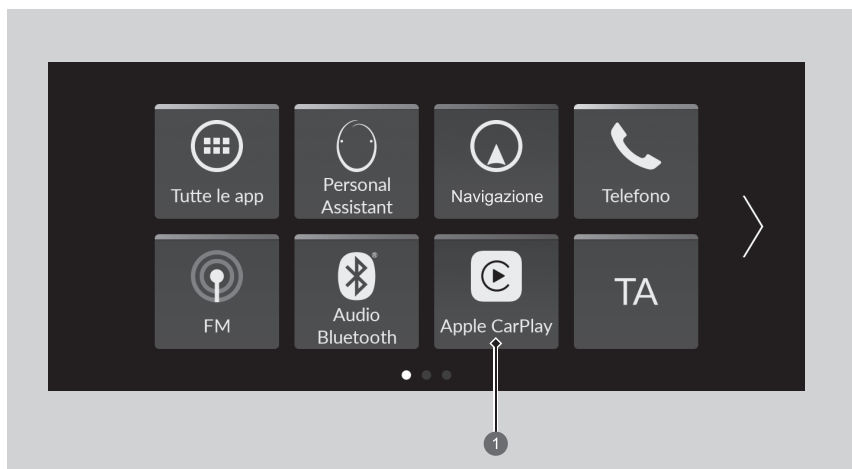 Tutte le app
Personal
Assistant
Navigazione
Telefono
FM
Audio
Bluetooth
®
Apple CarPlay
TA
1